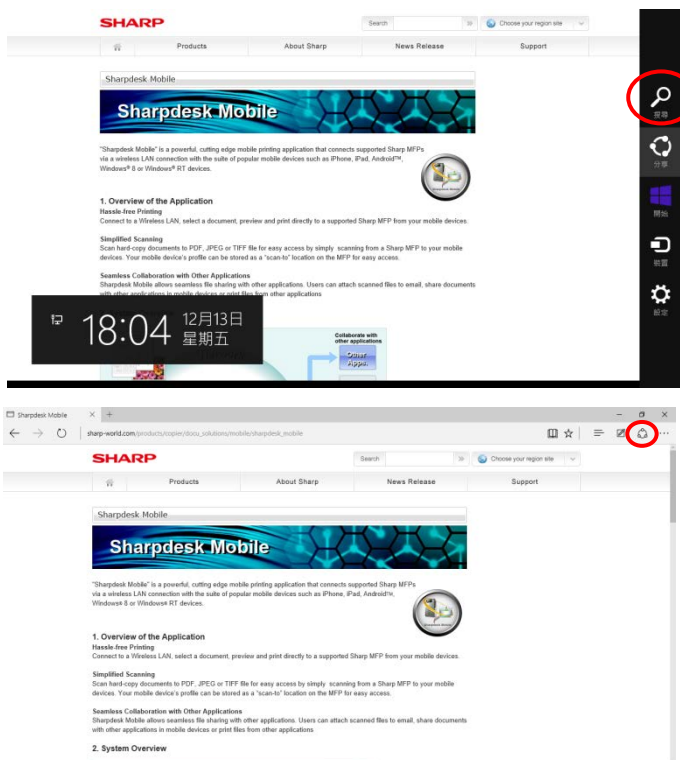 SHARP
Search
Choose your region site
Products About Sharp News Release Support
Sharpdesk Mobile
Sharpdesk Mobile
"Sharpdesk Mobile" is a powerful, cutting edge mobile printing application that connects supported Sharp MFPs
via a wireless LAN connection with the suite of popular mobile devices such as iPhone, iPad, Android™,
Windows® 8 or Windows® RT devices.
1. Overview of the Application
Hassle-free Printing
Connect to a Wireless LAN, select a document, preview and print directly to a supported Sharp MFP from your mobile devices.
Simplified Scanning
Scan hard-copy documents to PDF, JPEG or TIFF file for easy access by simply scanning from a Sharp MFP to your mobile
devices. Your mobile device's profile can be stored as a "scan-to" location on the MFP for easy access.
Seamless Collaboration with Other Applications
Sharpdesk Mobile allows seamless file sharing with other applications. Users can attach scanned files to email, share documents
with other applications in mobile devices or print files from other applications
Collaborate with
other applications
Other
Apps.
18:04
12月13日
星期五
搜尋
分享
開始
裝置
設定
Sharpdesk Mobile
sharp-world.com/products/copier/docu_solutions/mobile/sharpdesk_mobile
SHARP
Search
Choose your region site
Products About Sharp News Release Support
Sharpdesk Mobile
Sharpdesk Mobile
"Sharpdesk Mobile" is a powerful, cutting edge mobile printing application that connects supported Sharp MFPs
via a wireless LAN connection with the suite of popular mobile devices such as iPhone, iPad, Android™,
Windows® 8 or Windows® RT devices.
1. Overview of the Application
Hassle-free Printing
Connect to a Wireless LAN, select a document, preview and print directly to a supported Sharp MFP from your mobile devices.
Simplified Scanning
Scan hard-copy documents to PDF, JPEG or TIFF file for easy access by simply scanning from a Sharp MFP to your mobile
devices. Your mobile device's profile can be stored as a "scan-to" location on the MFP for easy access.
Seamless Collaboration with Other Applications
Sharpdesk Mobile allows seamless file sharing with other applications. Users can attach scanned files to email, share documents
with other applications in mobile devices or print files from other applications
2. System Overview